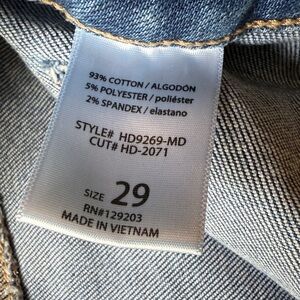 93% COTTON / ALGODÓN
5% POLYESTER / poliéster
2% SPANDEX / elastano
STYLE# HD9269-MD
CUT# HD-2071
SIZE 29
RN#129203
MADE IN VIETNAM